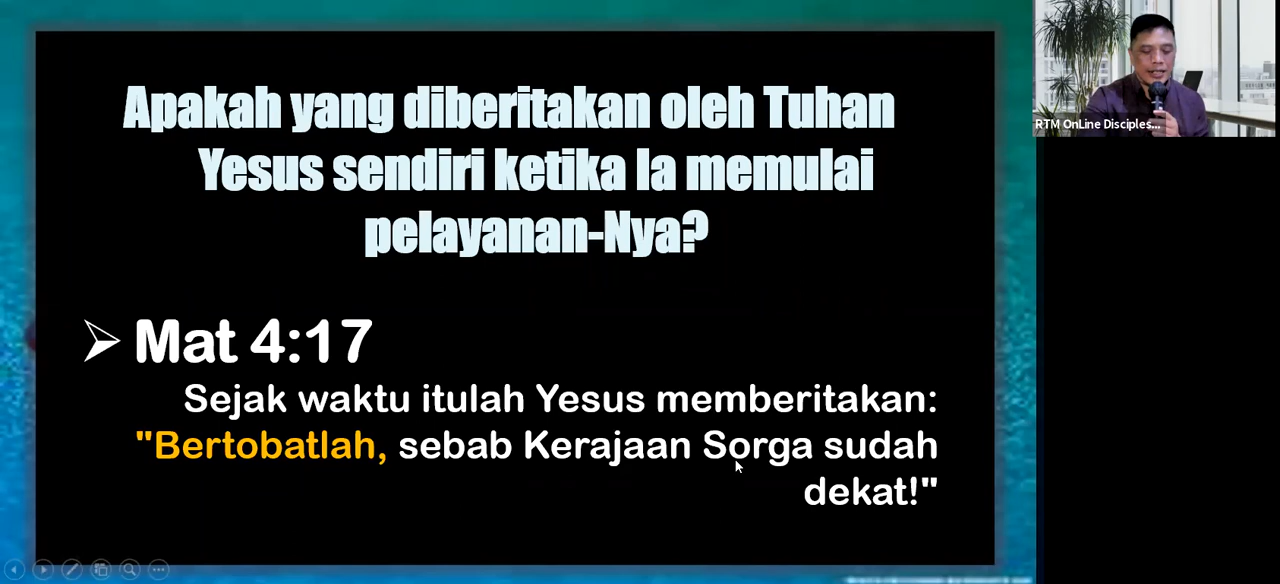 Apakah yang diberitakan oleh Tuhan
Yesus sendiri ketika Ia memulai
pelayanan-Nya?
Mat 4:17
Sejak waktu itulah Yesus memberitakan:
"Bertobatlah, sebab Kerajaan Sorga sudah
dekat!"
RTM OnLine Disciples...